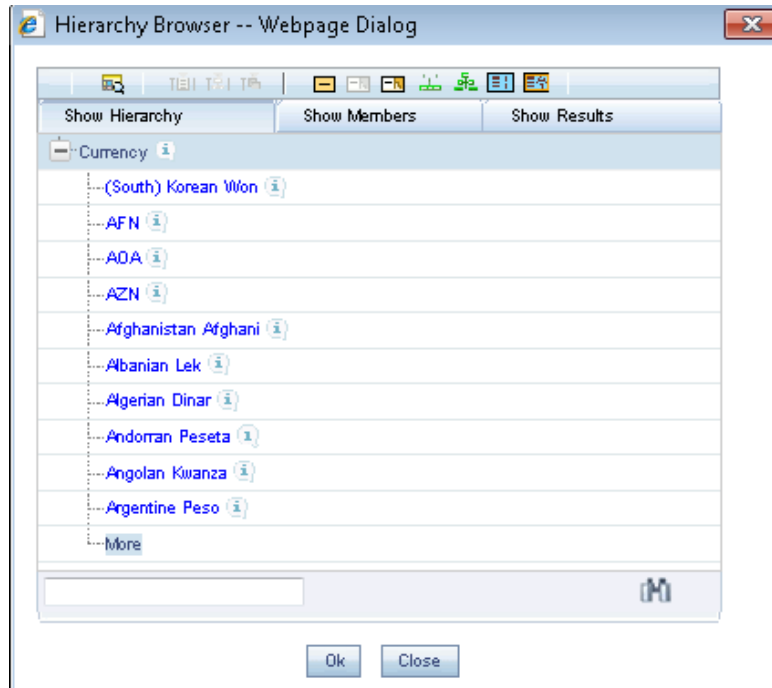 Hierarchy Browser -- Webpage Dialog
Show Hierarchy Show Members Show Results
Currency
(South) Korean Won
AFN
AOA
AZN
Afghanistan Afghani
Albanian Lek
Algerian Dinar
Andorran Peseta
Angolan Kwanza
Argentine Peso
More
Ok Close